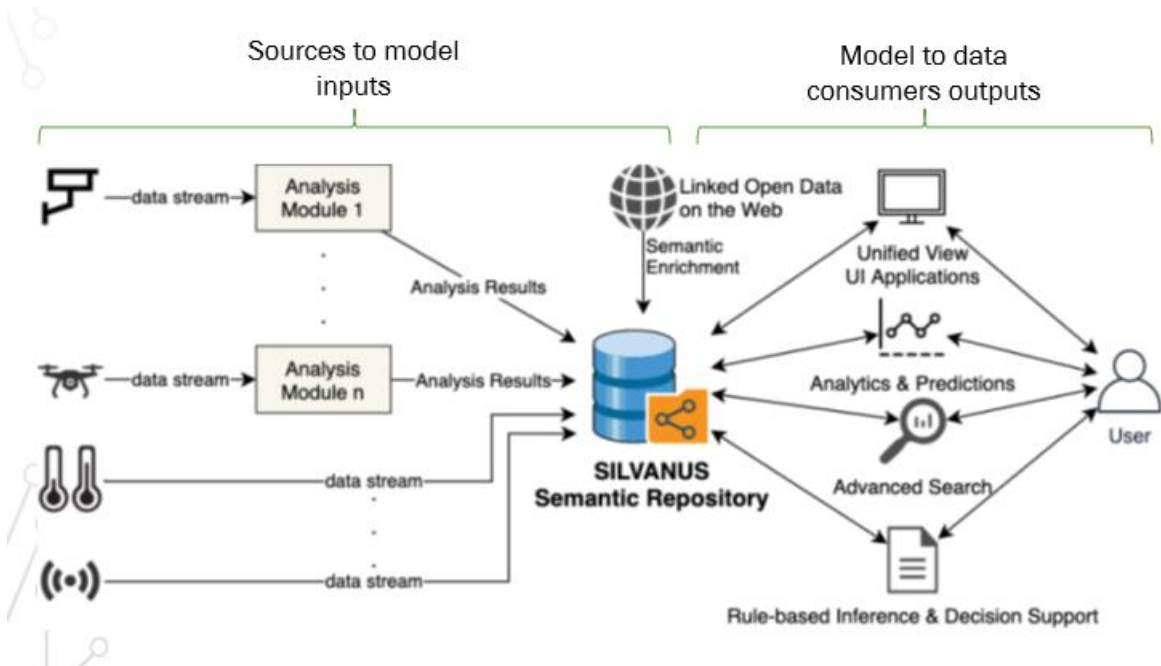 Sources to model
inputs
Model to data
consumers outputs
data stream
Analysis
Module 1
Linked Open Data
on the Web
Semantic
Enrichment
Unified View
UI Applications
Analysis Results
data stream
Analysis
Module n
Analysis Results
Analytics & Predictions
User
data stream
SILVANUS
Semantic Repository
Advanced Search
data stream
Rule-based Inference & Decision Support